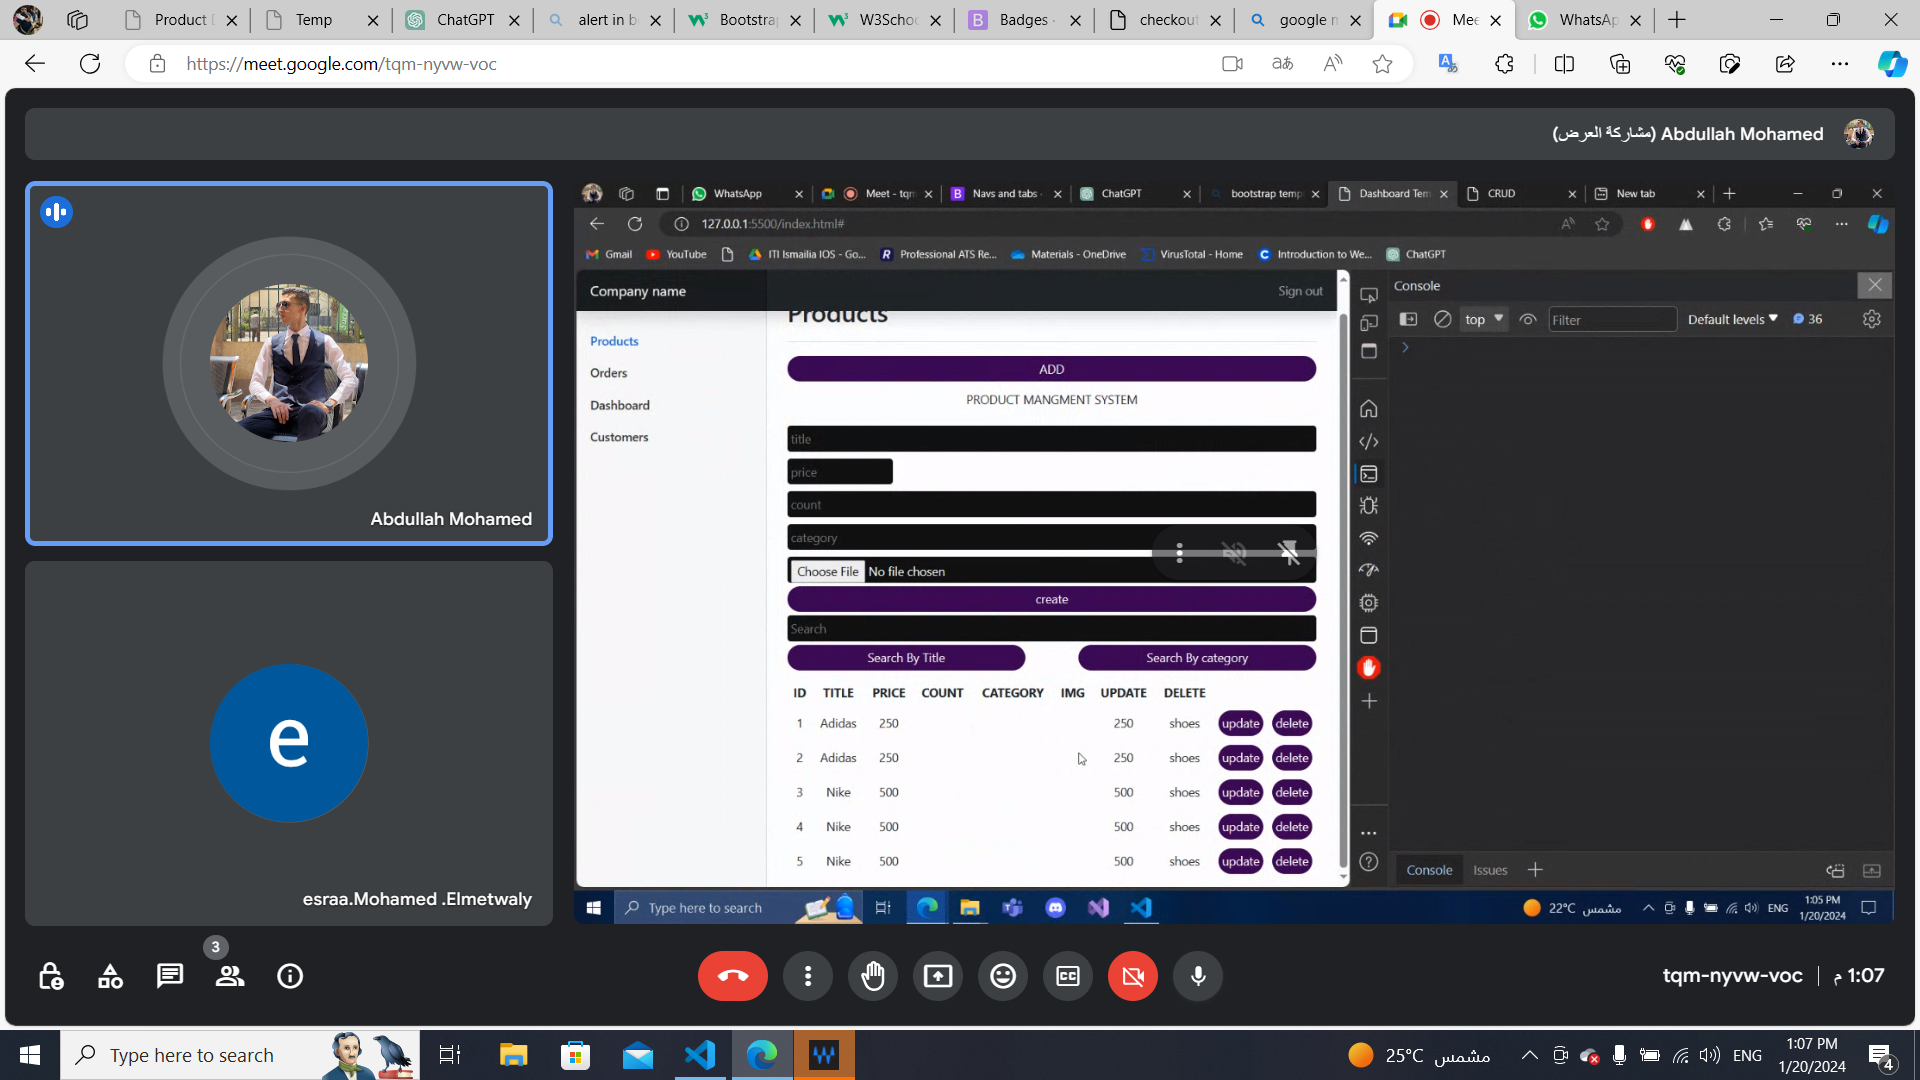 Product D
Temp
ChatGPT
alert in b
Bootstra
W3Schoo
Badges
checkout
google m
Mee
WhatsAp
https://meet.google.com/tqm-nyvw-voc
Abdullah Mohamed (مشاركة العرض)
Abdullah Mohamed
e
esraa.Mohamed .Elmetwaly
WhatsApp
Meet - tqm
Navs and tabs
ChatGPT
bootstrap temp
Dashboard Tem
CRUD
New tab
127.0.0.1:5500/index.html#
Gmail
YouTube
ITI Ismailia IOS - Go...
Professional ATS Re...
Materials - OneDrive
VirusTotal - Home
Introduction to We...
ChatGPT
Company name
Sign out
Products
Orders
Dashboard
Customers
Products
ADD
PRODUCT MANGMENT SYSTEM
title
price
count
category
Choose File No file chosen
create
Search
Search By Title
Search By category
ID TITLE PRICE COUNT CATEGORY IMG UPDATE DELETE
1 Adidas 250 250 shoes update delete
2 Adidas 250 250 shoes update delete
3 Nike 500 500 shoes update delete
4 Nike 500 500 shoes update delete
5 Nike 500 500 shoes update delete
Console
top
Filter
Default levels
36
Console
Issues
Type here to search
22°C مشمس
ENG
1:05 PM
1/20/2024
3
tqm-nyvw-voc
1:07 م
Type here to search
25°C مشمس
ENG
1:07 PM
1/20/2024
4